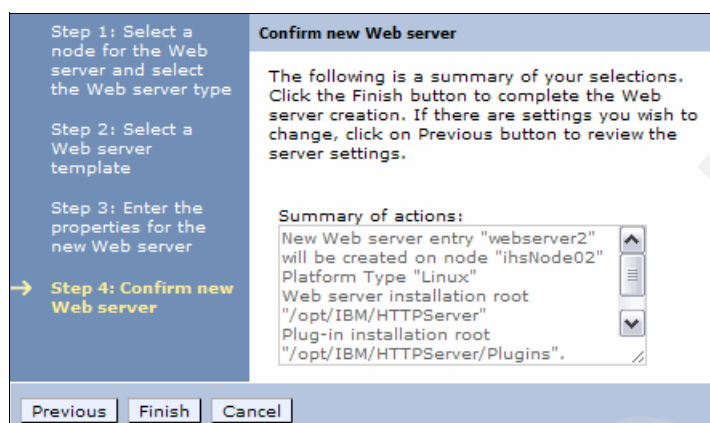 Step 1: Select a
node for the Web
server and select
the Web server type
Step 2: Select a
Web server
template
Step 3: Enter the
properties for the
new Web server
Step 4: Confirm new
Web server
Confirm new Web server
The following is a summary of your selections.
Click the Finish button to complete the Web
server creation. If there are settings you wish to
change, click on Previous button to review the
server settings.
Summary of actions:
New Web server entry "webserver2"
will be created on node "ihsNode02"
Platform Type "Linux"
Web server installation root
"/opt/IBM/HTTPServer"
Plug-in installation root
"/opt/IBM/HTTPServer/Plugins".
Previous Finish Cancel